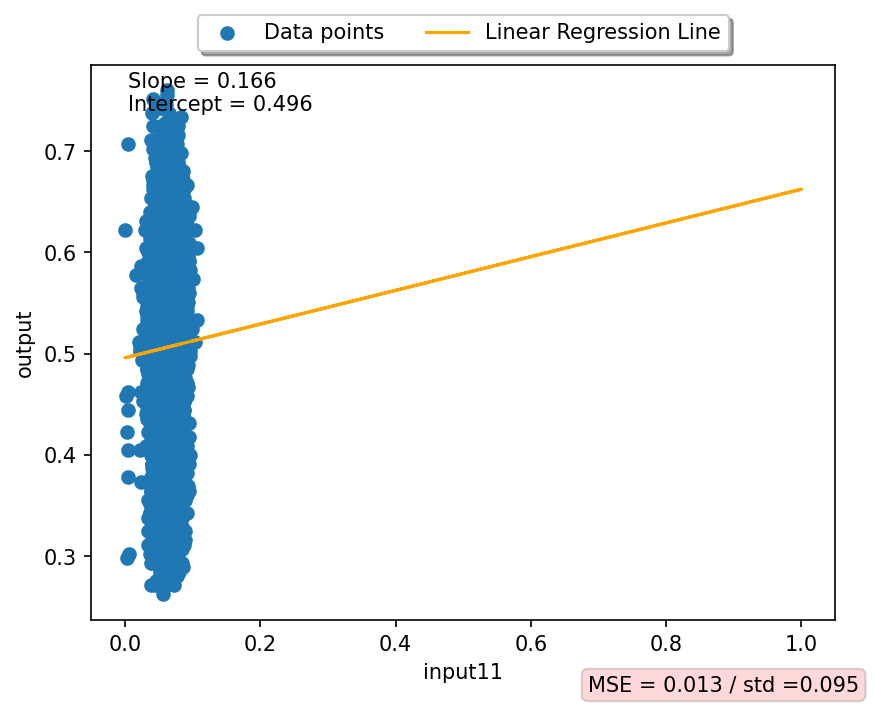 Data points Linear Regression Line
Slope = 0.166
Intercept = 0.496
0.7
0.6
0.5
0.4
0.3
output
0.0 0.2 0.4 0.6 0.8 1.0
input11
MSE = 0.013 / std =0.095